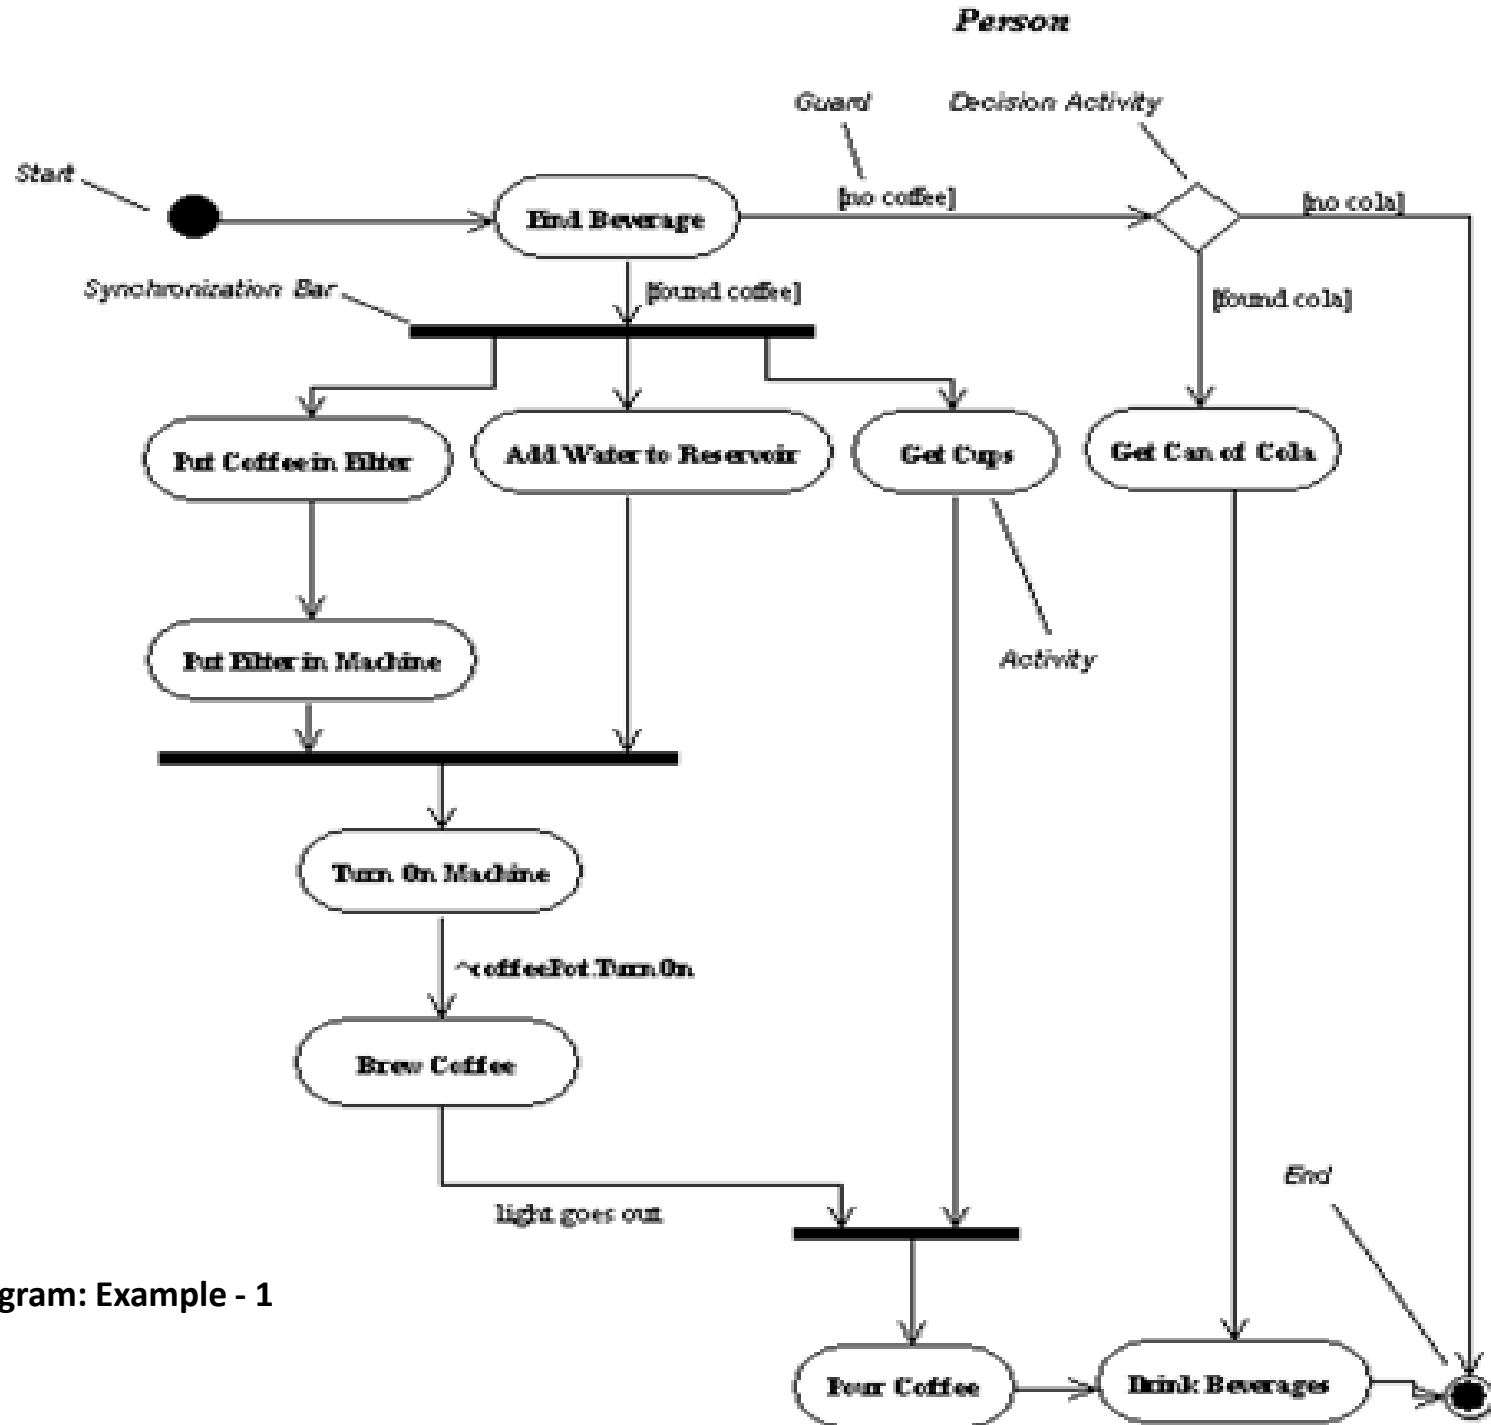 Person
Guard
Decision Activity
Start
[no coffee]
[no cola]
Find Beverage
Synchronization Bar
[found coffee]
[found cola]
Put Coffee in Filter
Add Water to Reservoir
Get Cups
Get Can of Cola
Put Filter in Machine
Activity
Turn On Machine
^coffeePot.Turn On
Brew Coffee
End
light goes out
gram: Example - 1
Pour Coffee
Drink Beverages